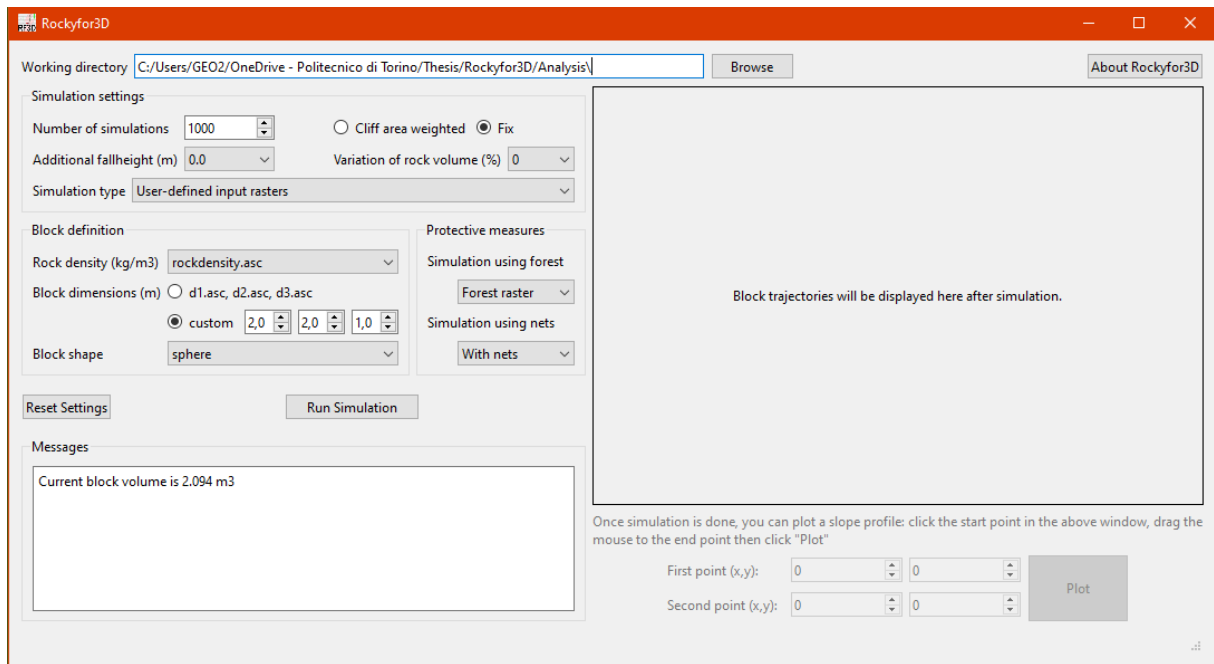 Rockyfor3D
Working directory C:/Users/GEO2/OneDrive - Politecnico di Torino/Thesis/Rockyfor3D/Analysis\ Browse About Rockyfor3D
Simulation settings
Number of simulations 1000 Cliff area weighted Fix
Additional fallheight (m) 0.0 Variation of rock volume (%) 0
Simulation type User-defined input rasters
Block definition
Rock density (kg/m3) rockdensity.asc
Block dimensions (m) d1.asc, d2.asc, d3.asc
custom 2,0 2,0 1,0
Block shape sphere
Protective measures
Simulation using forest
Forest raster
Simulation using nets
With nets
Reset Settings Run Simulation
Messages
Current block volume is 2.094 m3
Block trajectories will be displayed here after simulation.
Once simulation is done, you can plot a slope profile: click the start point in the above window, drag the
mouse to the end point then click "Plot"
First point (x,y): 0 0
Second point (x,y): 0 0
Plot